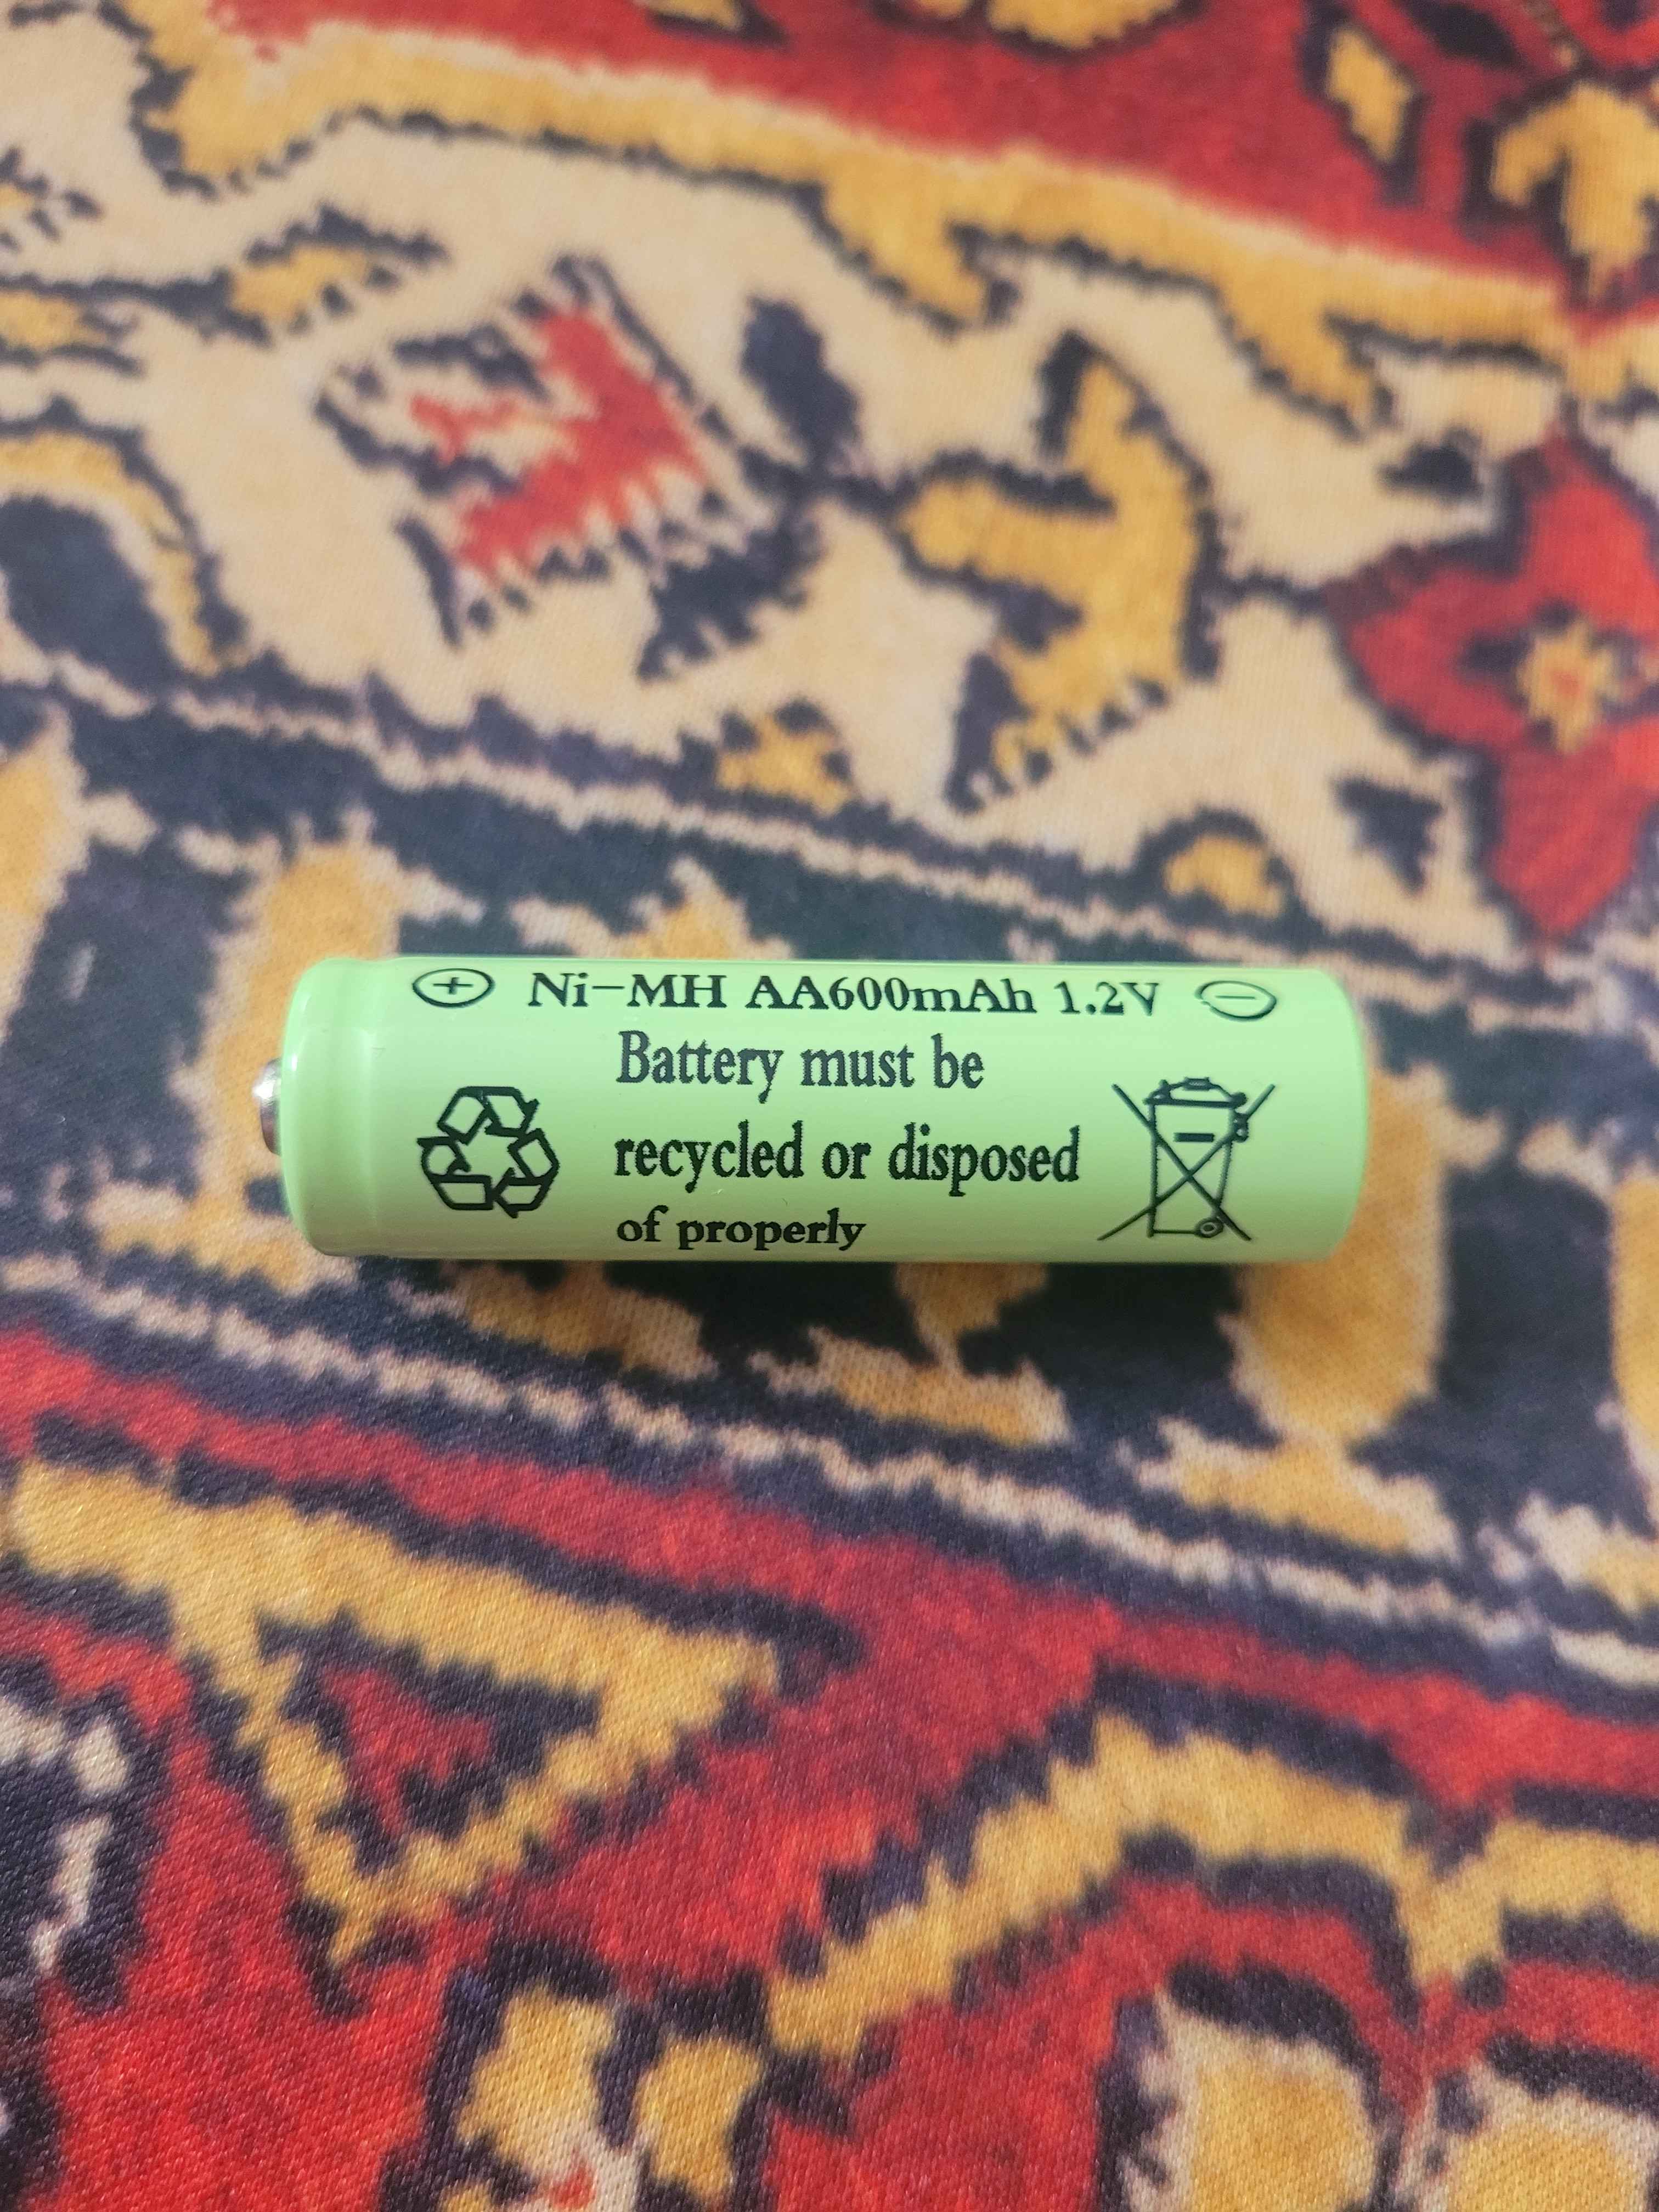 + Ni-MH AA600mAh 1.2V -
Battery must be
recycled or disposed
of properly